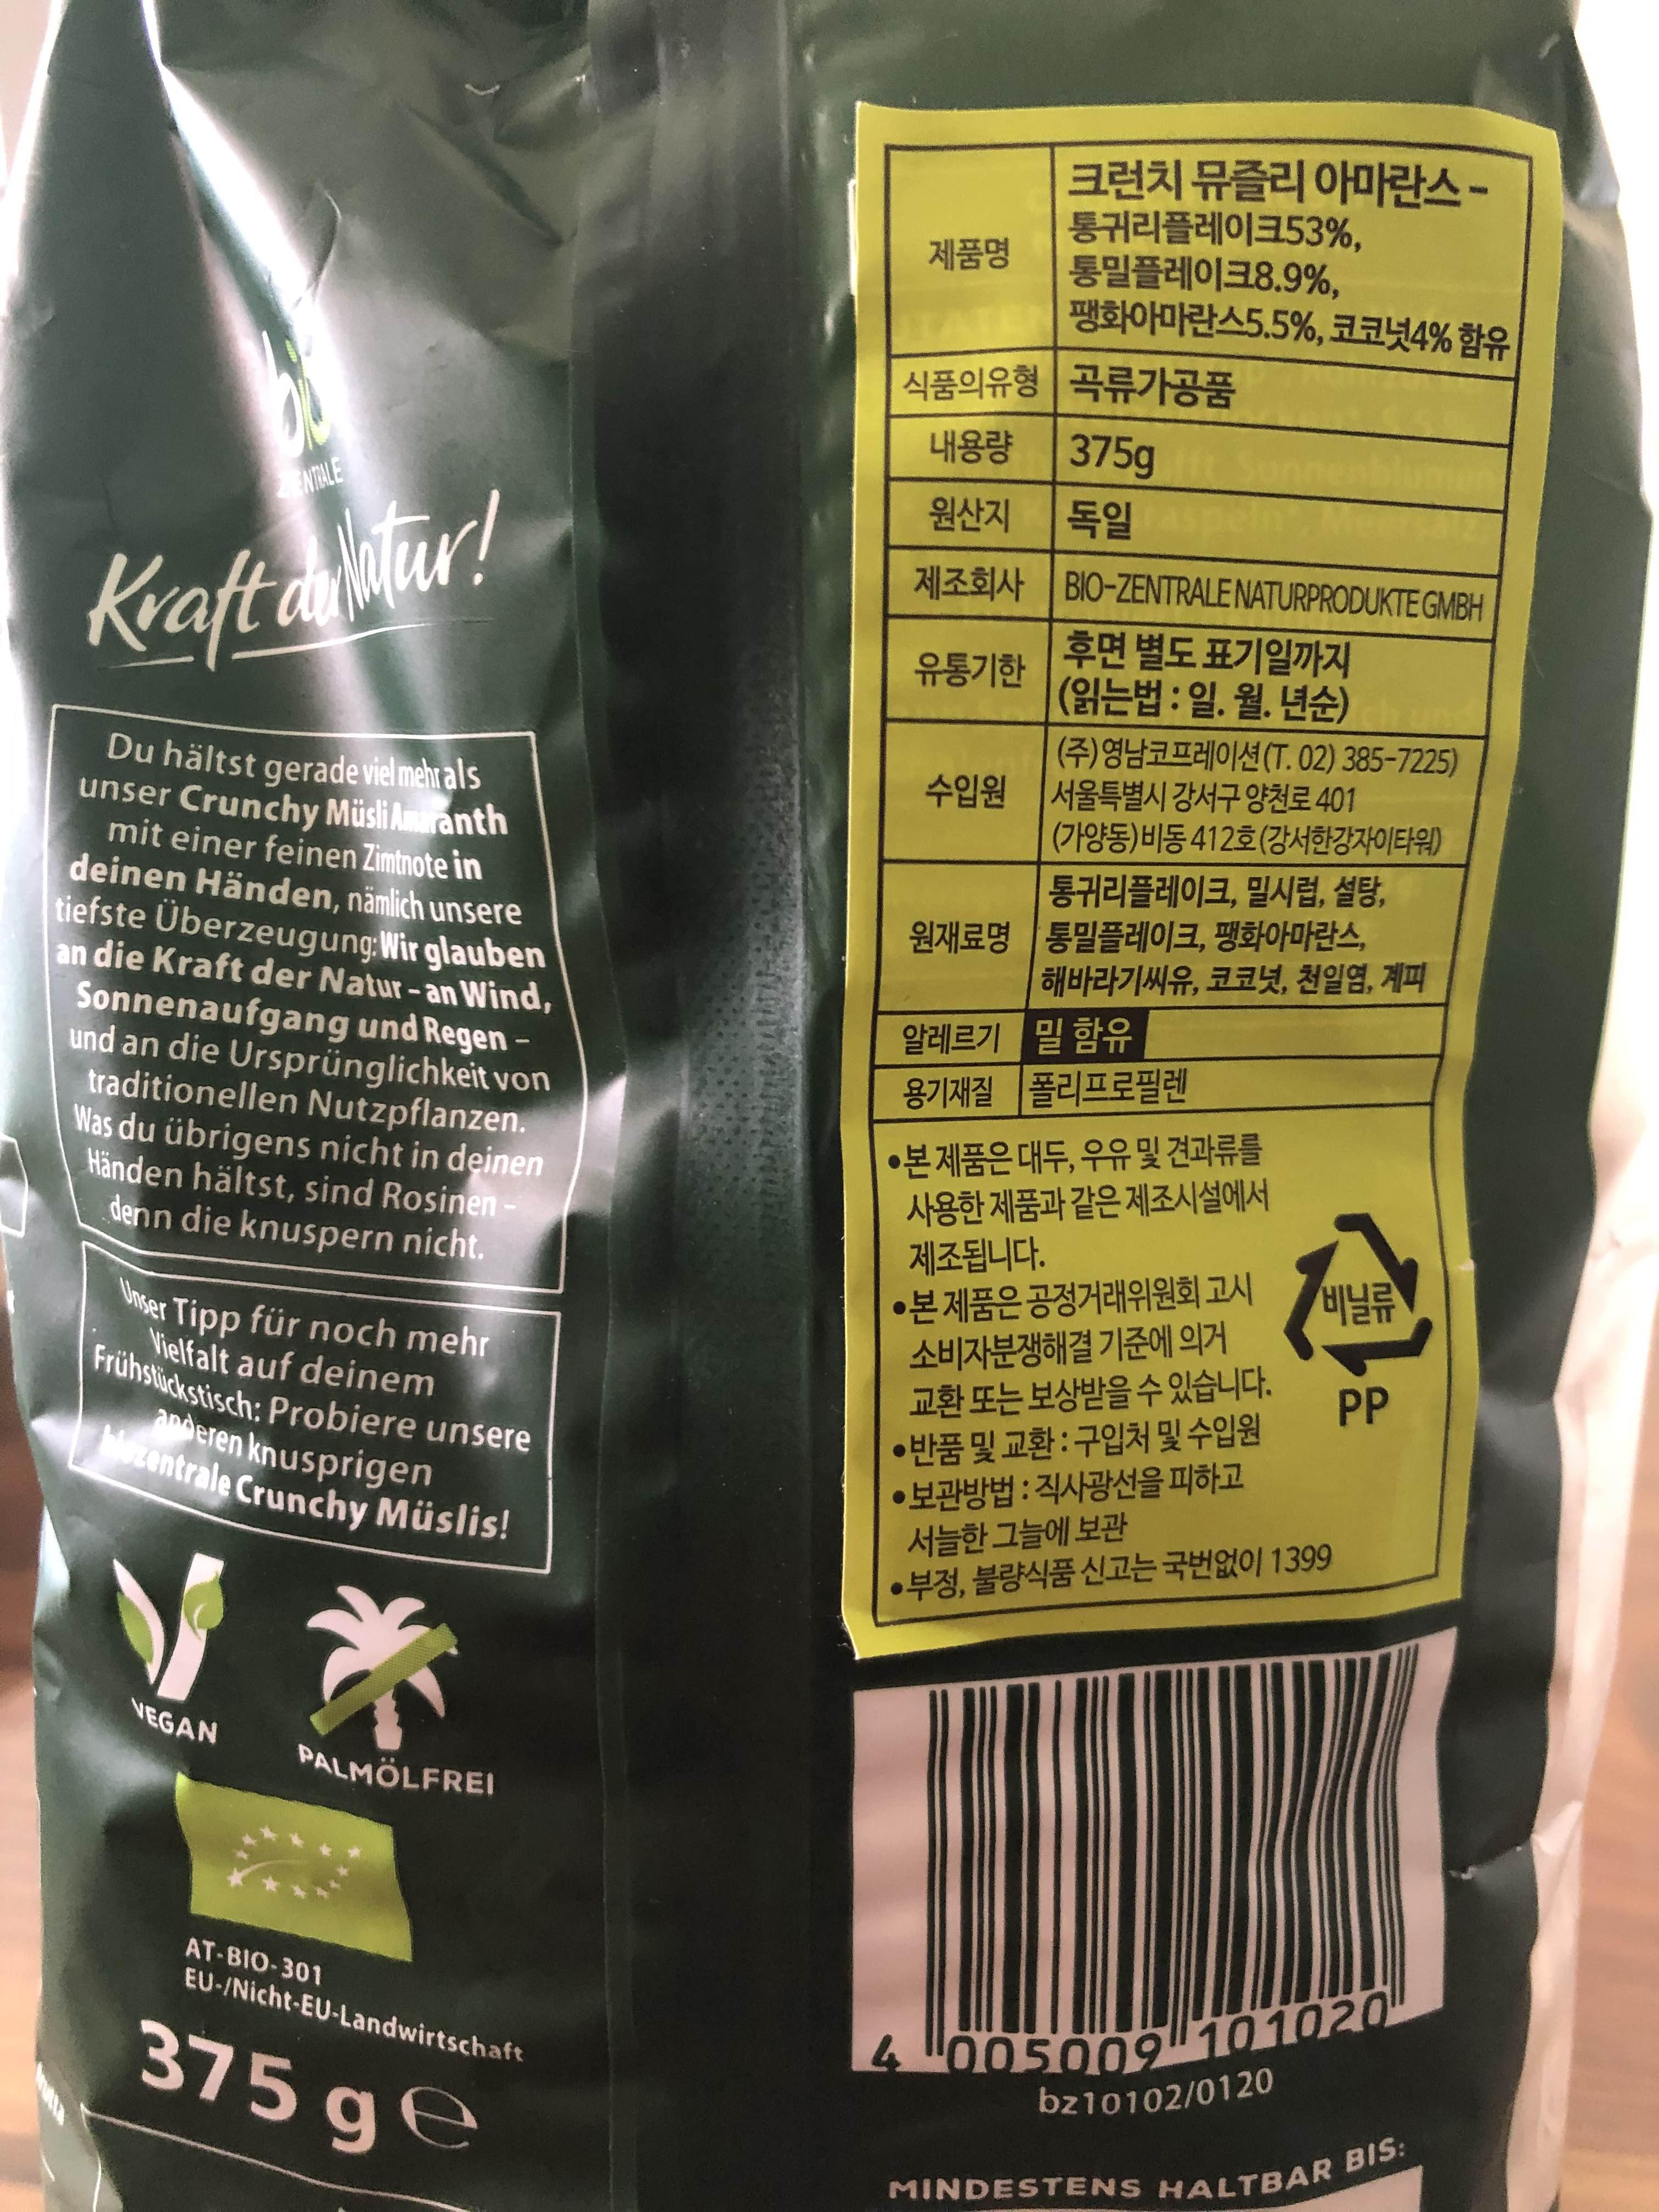 bio
ZENTRALE
Kraft der Natur!
Du hältst gerade viel mehr als
unser Crunchy Müsli Amaranth
mit einer feinen Zimtnote in
deinen Händen, nämlich unsere
tiefste Überzeugung: Wir glauben
an die Kraft der Natur – an Wind,
Sonnenaufgang und Regen –
und an die Ursprünglichkeit von
traditionellen Nutzpflanzen.
Was du übrigens nicht in deinen
Händen hältst, sind Rosinen –
denn die knuspern nicht.
Unser Tipp für noch mehr
Vielfalt auf deinem
Frühstückstisch: Probiere unsere
anderen knusprigen
biozentrale Crunchy Müslis!
VEGAN
PALMÖLFREI
AT-BIO-301
EU-/Nicht-EU-Landwirtschaft
375 g e
제품명
크런치 뮤즐리 아마란스 -
통귀리플레이크53%,
통밀플레이크8.9%,
팽화아마란스5.5%, 코코넛4% 함유
식품의유형 곡류가공품
내용량 375g
원산지 독일
제조회사 BIO-ZENTRALE NATURPRODUKTE GMBH
유통기한
후면 별도 표기일까지
(읽는법 : 일. 월. 년순)
수입원
(주)영남코프레이션(T. 02) 385-7225)
서울특별시 강서구 양천로 401
(가양동)비동 412호(강서한강자이타워)
원재료명
통귀리플레이크, 밀시럽, 설탕,
통밀플레이크, 팽화아마란스,
해바라기씨유, 코코넛, 천일염, 계피
알레르기 밀 함유
용기재질 폴리프로필렌
•본 제품은 대두, 우유 및 견과류를
사용한 제품과 같은 제조시설에서
제조됩니다.
•본 제품은 공정거래위원회 고시
소비자분쟁해결 기준에 의거
교환 또는 보상받을 수 있습니다.
•반품 및 교환 : 구입처 및 수입원
•보관방법 : 직사광선을 피하고
서늘한 그늘에 보관
•부정, 불량식품 신고는 국번없이 1399
비닐류
PP
4 005009 101020
bz10102/0120
MINDESTENS HALTBAR BIS: